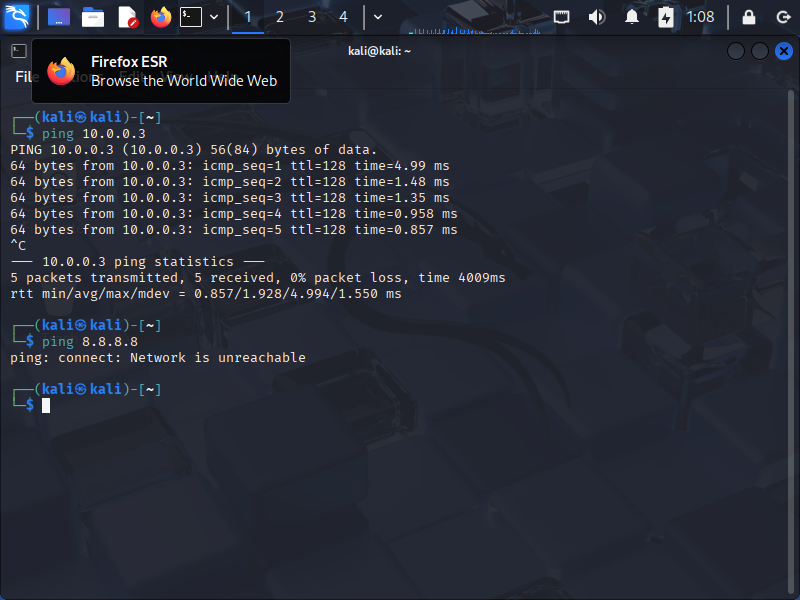 1 2 3 4 1:08
kali@kali: ~
Firefox ESR
Browse the World Wide Web
File
┌──(kali㉿kali)-[~]
└─$ ping 10.0.0.3
PING 10.0.0.3 (10.0.0.3) 56(84) bytes of data.
64 bytes from 10.0.0.3: icmp_seq=1 ttl=128 time=4.99 ms
64 bytes from 10.0.0.3: icmp_seq=2 ttl=128 time=1.48 ms
64 bytes from 10.0.0.3: icmp_seq=3 ttl=128 time=1.35 ms
64 bytes from 10.0.0.3: icmp_seq=4 ttl=128 time=0.958 ms
64 bytes from 10.0.0.3: icmp_seq=5 ttl=128 time=0.857 ms
^C
--- 10.0.0.3 ping statistics ---
5 packets transmitted, 5 received, 0% packet loss, time 4009ms
rtt min/avg/max/mdev = 0.857/1.928/4.994/1.550 ms
┌──(kali㉿kali)-[~]
└─$ ping 8.8.8.8
ping: connect: Network is unreachable
┌──(kali㉿kali)-[~]
└─$